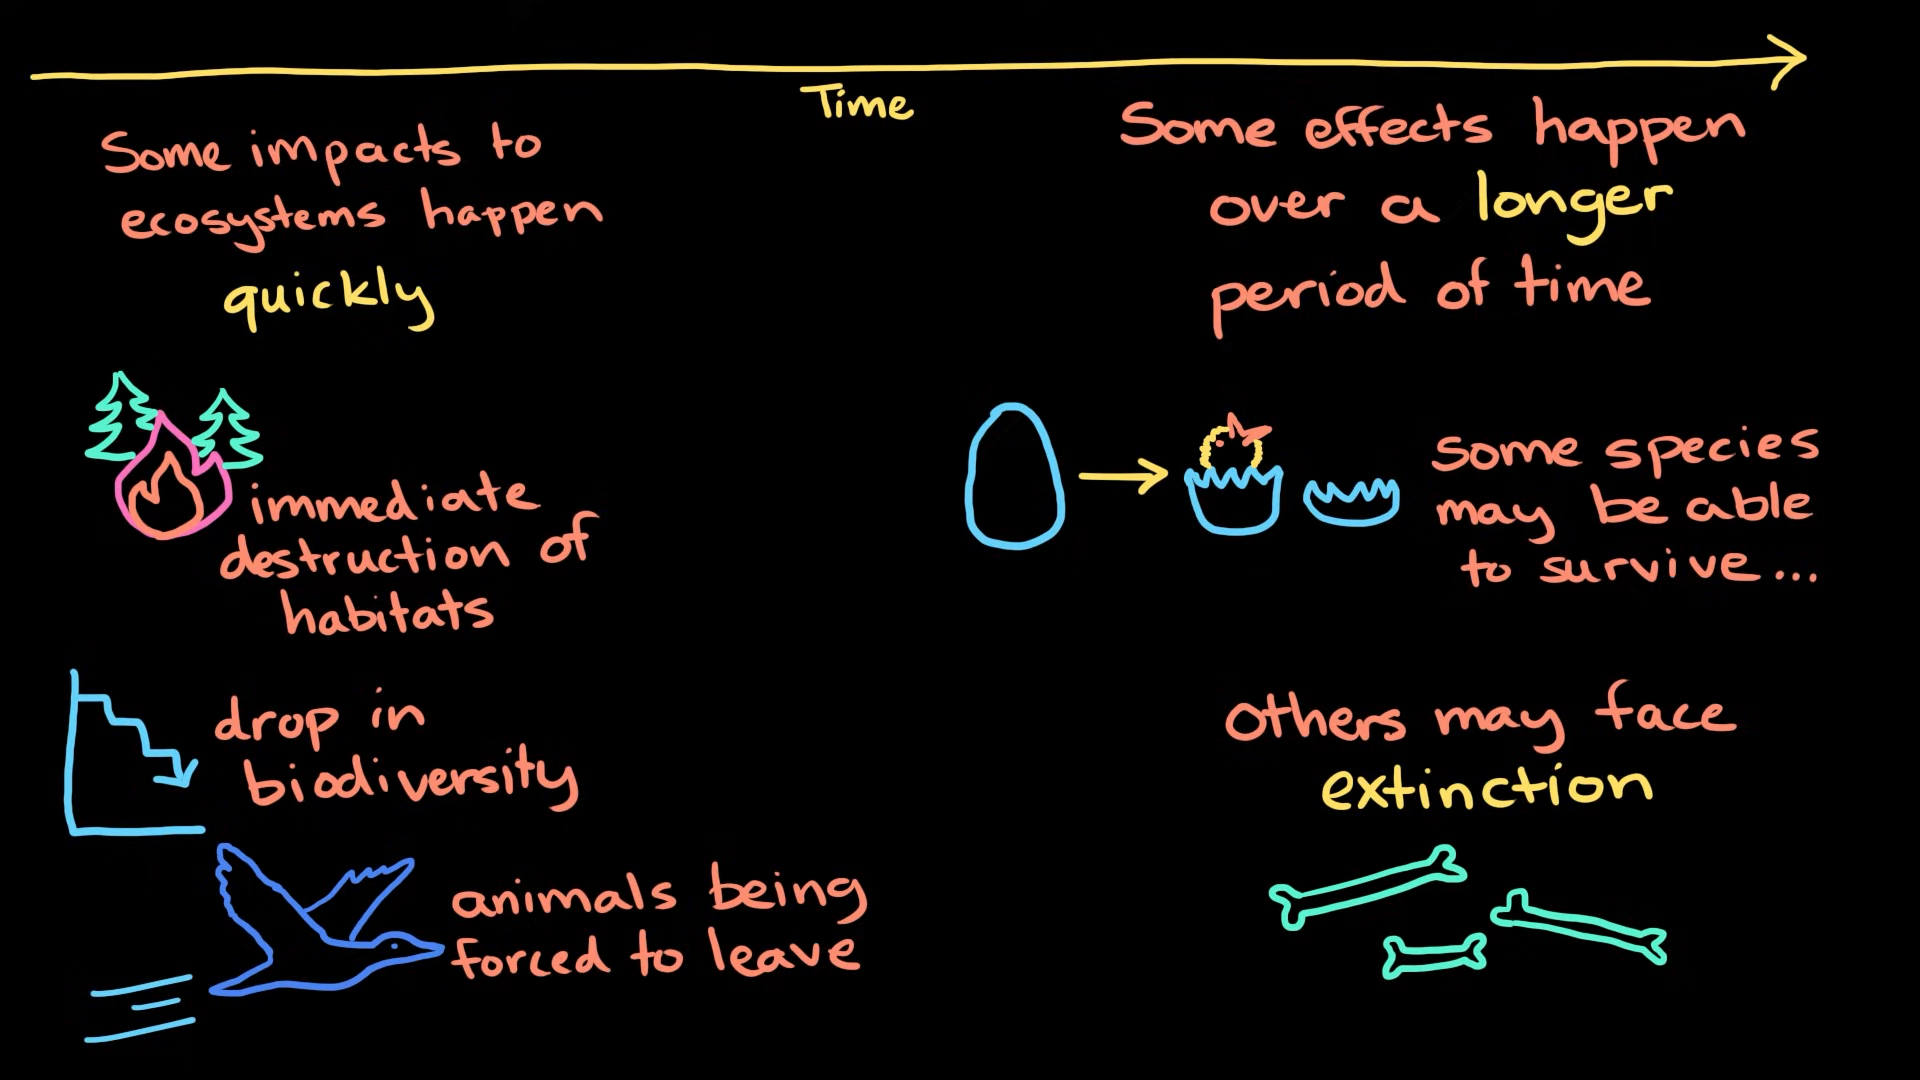 Time
Some impacts to
ecosystems happen
quickly
immediate
destruction of
habitats
drop in
biodiversity
animals being
forced to leave
Some effects happen
over a longer
period of time
Some species
may be able
to survive...
Others may face
extinction